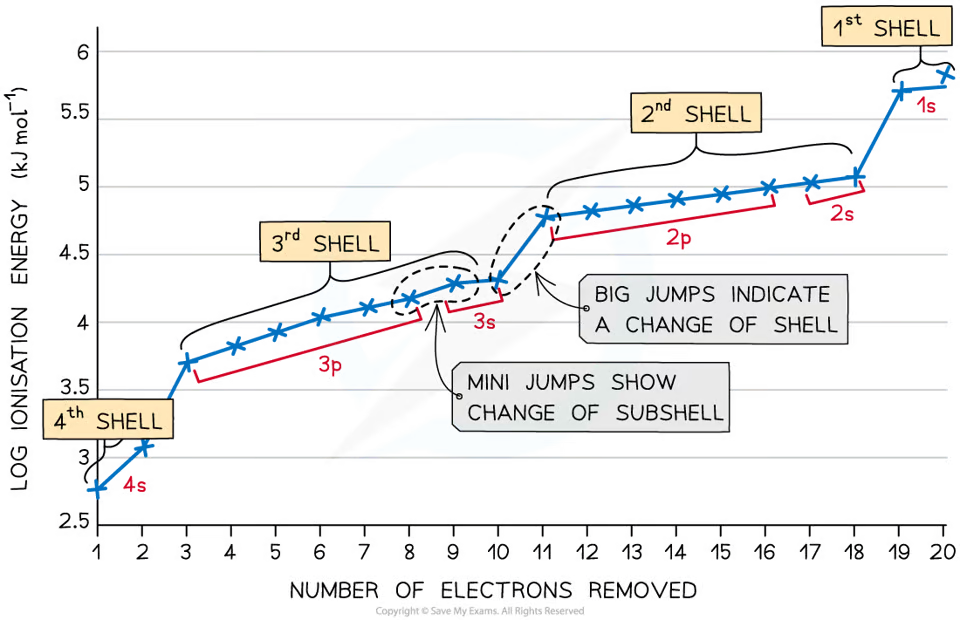 1st SHELL
6
5.5
5
4.5
4
3.5
3
2.5
LOG IONISATION ENERGY (kJ mol⁻¹)
1s
2nd SHELL
2s
2p
3rd SHELL
BIG JUMPS INDICATE
A CHANGE OF SHELL
3s
3p
MINI JUMPS SHOW
CHANGE OF SUBSHELL
4th SHELL
4s
1 2 3 4 5 6 7 8 9 10 11 12 13 14 15 16 17 18 19 20
NUMBER OF ELECTRONS REMOVED
Copyright © Save My Exams. All Rights Reserved